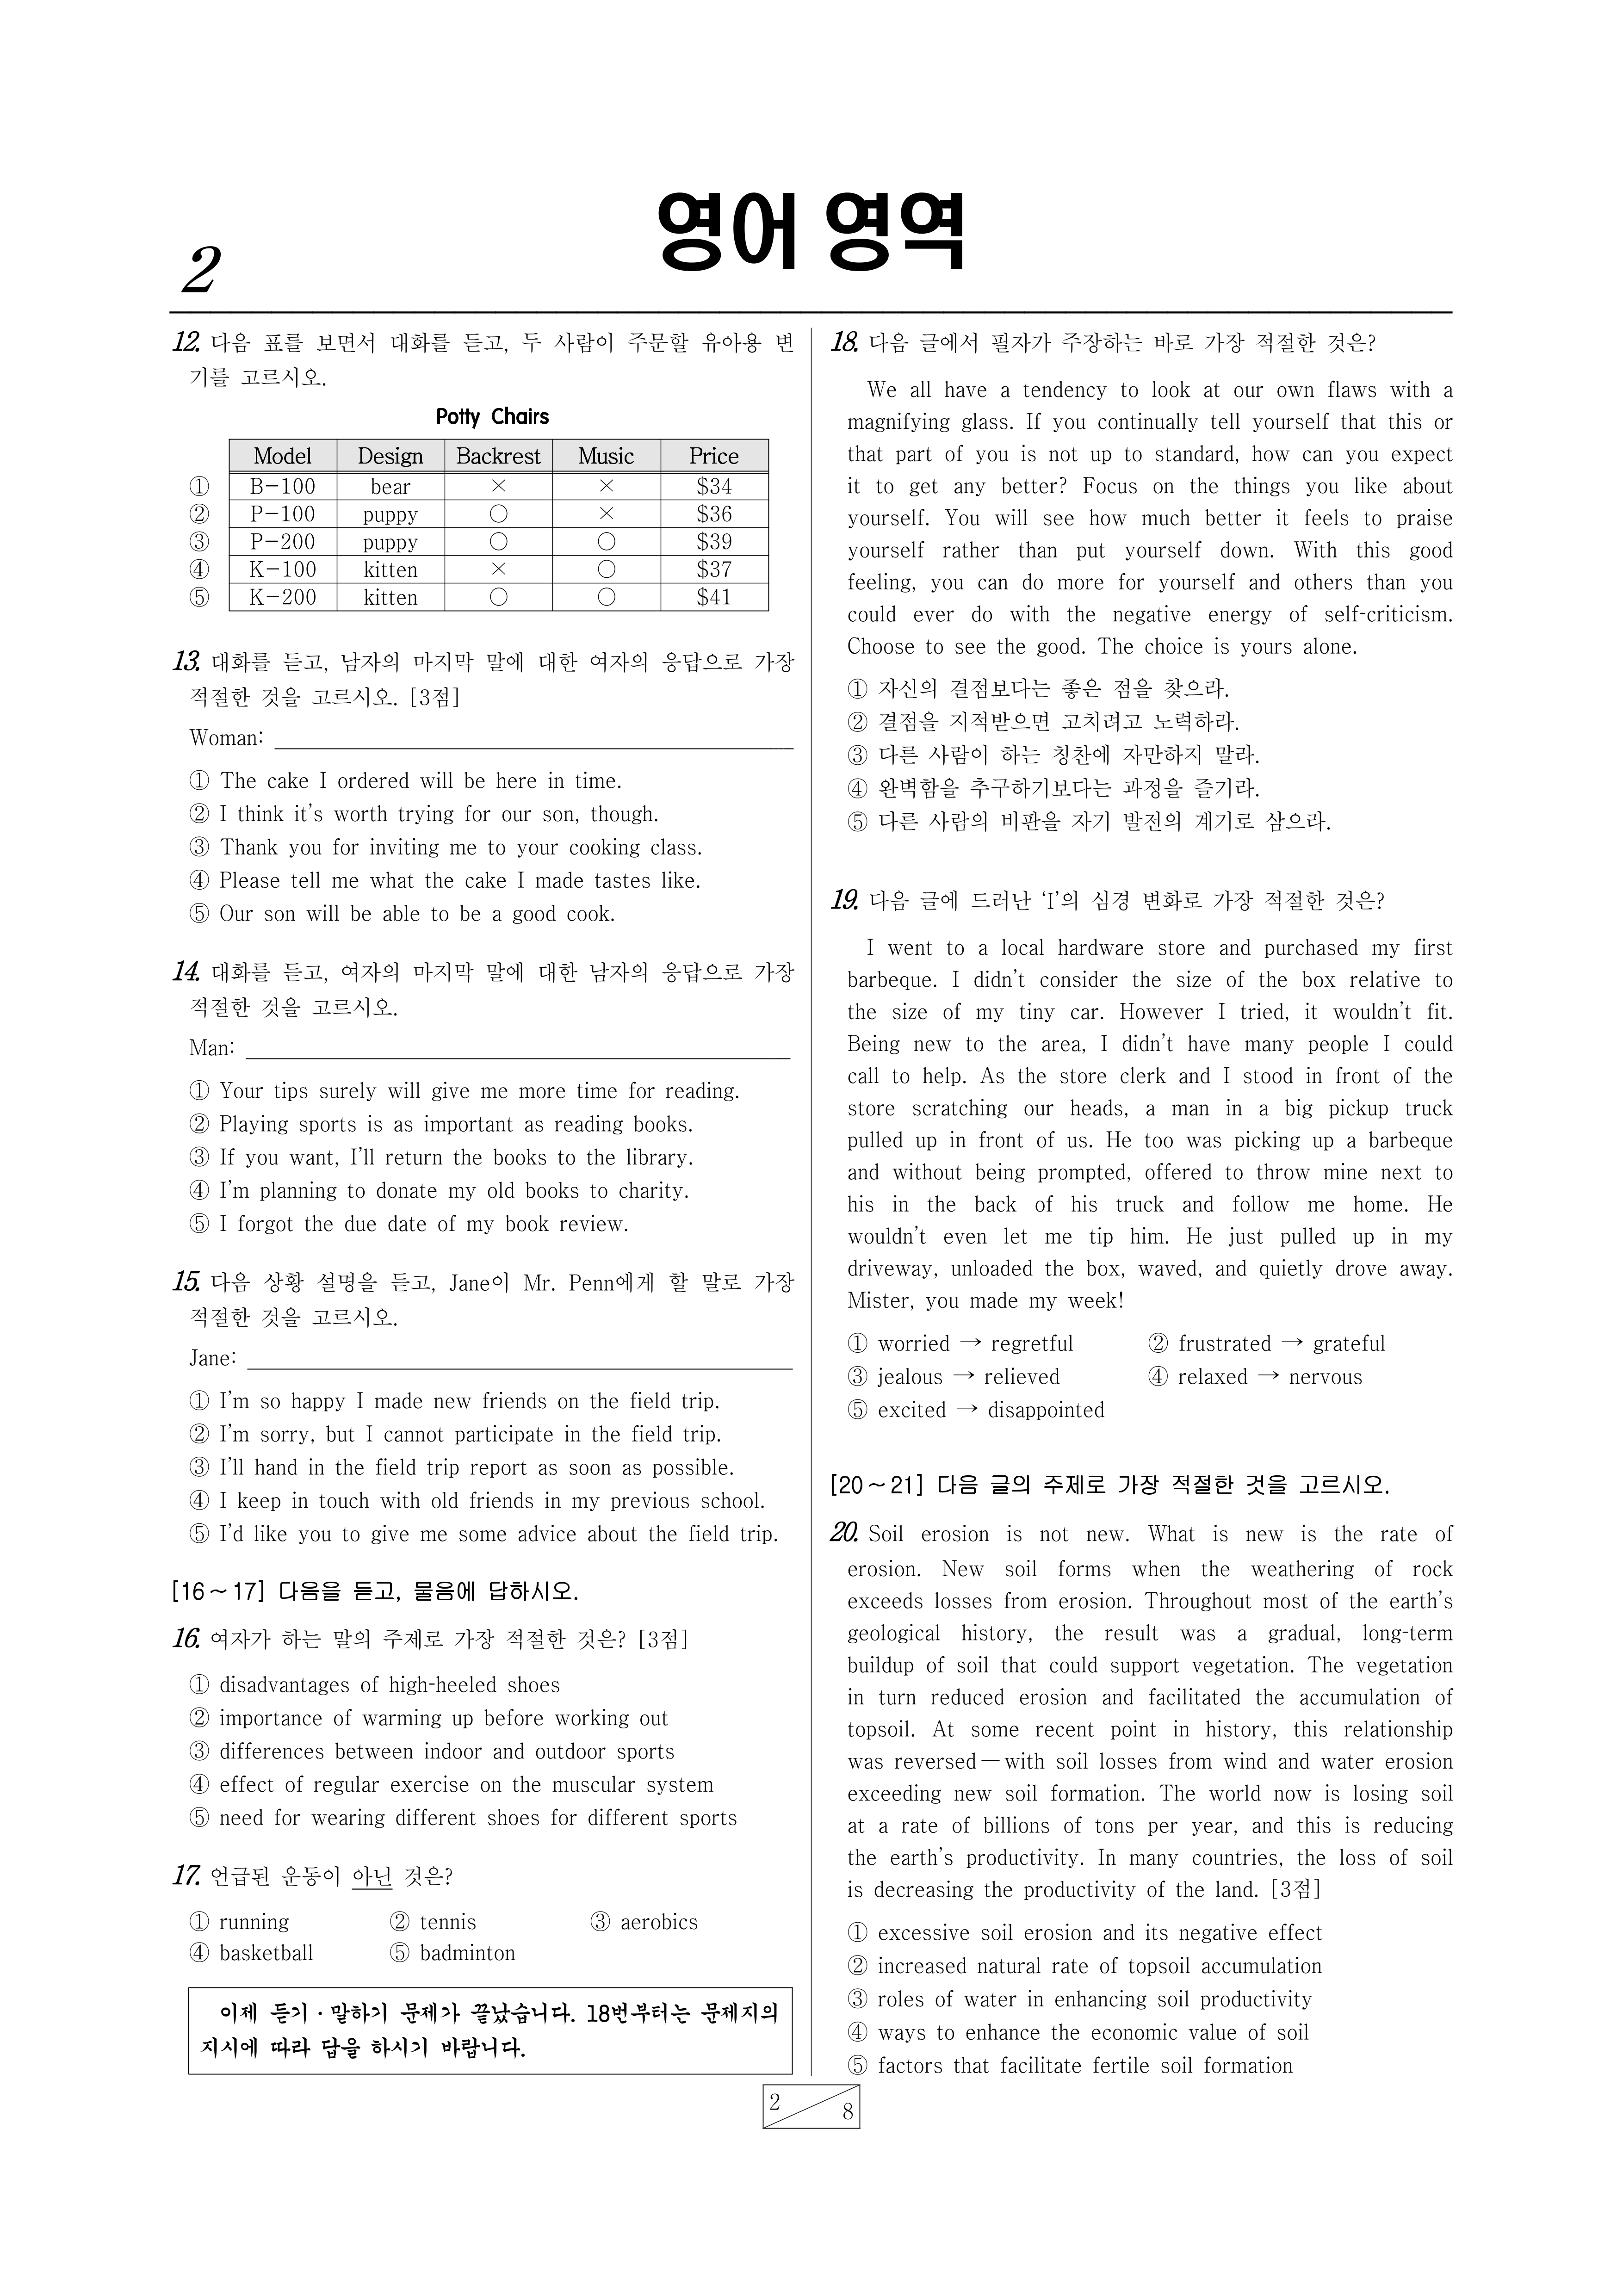 영어 영역
2
12. 다음 표를 보면서 대화를 듣고, 두 사람이 주문할 유아용 변
기를 고르시오.
Potty Chairs
Model Design Backrest Music Price
① B-100 bear × × $34
② P-100 puppy ○ × $36
③ P-200 puppy ○ ○ $39
④ K-100 kitten × ○ $37
⑤ K-200 kitten ○ ○ $41
13. 대화를 듣고, 남자의 마지막 말에 대한 여자의 응답으로 가장
적절한 것을 고르시오. [3점]
Woman:
① The cake I ordered will be here in time.
② I think it's worth trying for our son, though.
③ Thank you for inviting me to your cooking class.
④ Please tell me what the cake I made tastes like.
⑤ Our son will be able to be a good cook.
14. 대화를 듣고, 여자의 마지막 말에 대한 남자의 응답으로 가장
적절한 것을 고르시오.
Man:
① Your tips surely will give me more time for reading.
② Playing sports is as important as reading books.
③ If you want, I'll return the books to the library.
④ I'm planning to donate my old books to charity.
⑤ I forgot the due date of my book review.
15. 다음 상황 설명을 듣고, Jane이 Mr. Penn에게 할 말로 가장
적절한 것을 고르시오.
Jane:
① I'm so happy I made new friends on the field trip.
② I'm sorry, but I cannot participate in the field trip.
③ I'll hand in the field trip report as soon as possible.
④ I keep in touch with old friends in my previous school.
⑤ I'd like you to give me some advice about the field trip.
[16~17] 다음을 듣고, 물음에 답하시오.
16. 여자가 하는 말의 주제로 가장 적절한 것은? [3점]
① disadvantages of high-heeled shoes
② importance of warming up before working out
③ differences between indoor and outdoor sports
④ effect of regular exercise on the muscular system
⑤ need for wearing different shoes for different sports
17. 언급된 운동이 아닌 것은?
① running ② tennis ③ aerobics
④ basketball ⑤ badminton
이제 듣기·말하기 문제가 끝났습니다. 18번부터는 문제지의
지시에 따라 답을 하시기 바랍니다.
18. 다음 글에서 필자가 주장하는 바로 가장 적절한 것은?
We all have a tendency to look at our own flaws with a
magnifying glass. If you continually tell yourself that this or
that part of you is not up to standard, how can you expect
it to get any better? Focus on the things you like about
yourself. You will see how much better it feels to praise
yourself rather than put yourself down. With this good
feeling, you can do more for yourself and others than you
could ever do with the negative energy of self-criticism.
Choose to see the good. The choice is yours alone.
① 자신의 결점보다는 좋은 점을 찾으라.
② 결점을 지적받으면 고치려고 노력하라.
③ 다른 사람이 하는 칭찬에 자만하지 말라.
④ 완벽함을 추구하기보다는 과정을 즐기라.
⑤ 다른 사람의 비판을 자기 발전의 계기로 삼으라.
19. 다음 글에 드러난 ‘I’의 심경 변화로 가장 적절한 것은?
I went to a local hardware store and purchased my first
barbeque. I didn't consider the size of the box relative to
the size of my tiny car. However I tried, it wouldn't fit.
Being new to the area, I didn't have many people I could
call to help. As the store clerk and I stood in front of the
store scratching our heads, a man in a big pickup truck
pulled up in front of us. He too was picking up a barbeque
and without being prompted, offered to throw mine next to
his in the back of his truck and follow me home. He
wouldn't even let me tip him. He just pulled up in my
driveway, unloaded the box, waved, and quietly drove away.
Mister, you made my week!
① worried → regretful ② frustrated → grateful
③ jealous → relieved ④ relaxed → nervous
⑤ excited → disappointed
[20~21] 다음 글의 주제로 가장 적절한 것을 고르시오.
20. Soil erosion is not new. What is new is the rate of
erosion. New soil forms when the weathering of rock
exceeds losses from erosion. Throughout most of the earth's
geological history, the result was a gradual, long-term
buildup of soil that could support vegetation. The vegetation
in turn reduced erosion and facilitated the accumulation of
topsoil. At some recent point in history, this relationship
was reversed — with soil losses from wind and water erosion
exceeding new soil formation. The world now is losing soil
at a rate of billions of tons per year, and this is reducing
the earth's productivity. In many countries, the loss of soil
is decreasing the productivity of the land. [3점]
① excessive soil erosion and its negative effect
② increased natural rate of topsoil accumulation
③ roles of water in enhancing soil productivity
④ ways to enhance the economic value of soil
⑤ factors that facilitate fertile soil formation
2
8